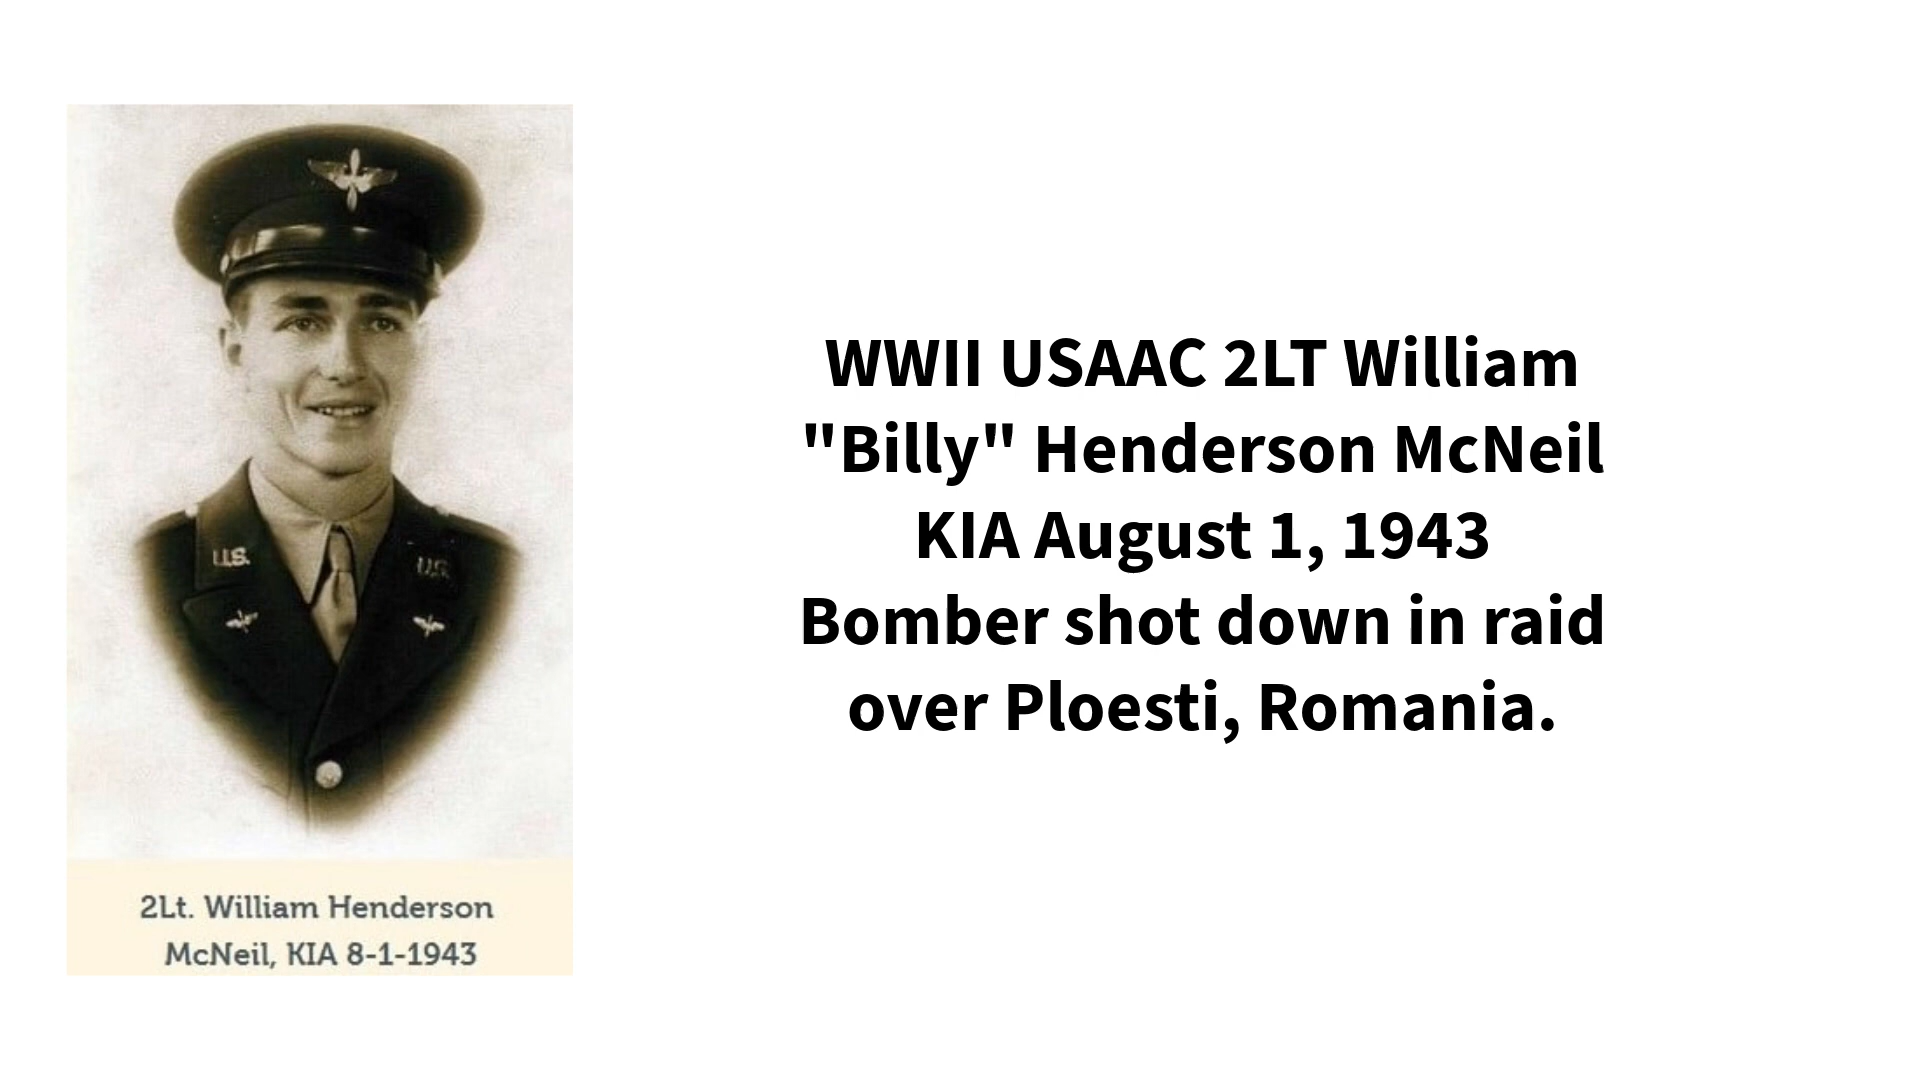 U.S.
U.S.
2Lt. William Henderson
McNeil, KIA 8-1-1943
WWII USAAC 2LT William
"Billy" Henderson McNeil
KIA August 1, 1943
Bomber shot down in raid
over Ploesti, Romania.